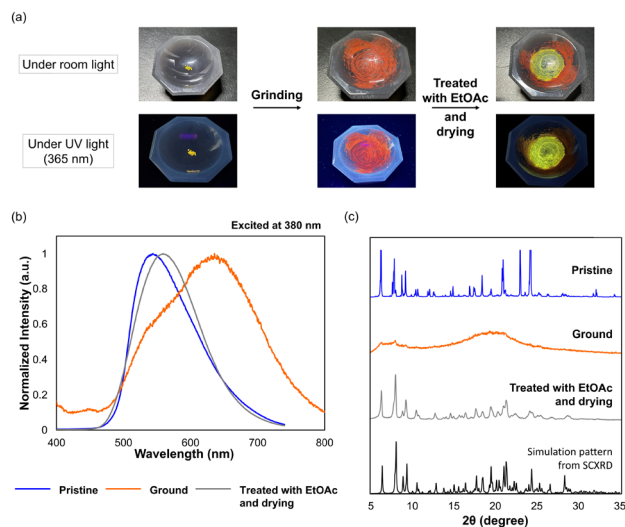 (a)
Under room light
Grinding
Treated
with EtOAc
and
drying
Under UV light
(365 nm)
(b)
Excited at 380 nm
Normalized Intensity (a.u.)
1
0.8
0.6
0.4
0.2
0
400
500
600
700
800
Wavelength (nm)
Pristine
Ground
Treated with EtOAc
and drying
(c)
Pristine
Ground
Treated with EtOAc
and drying
Simulation pattern
from SCXRD
5
10
15
20
25
30
35
2θ (degree)